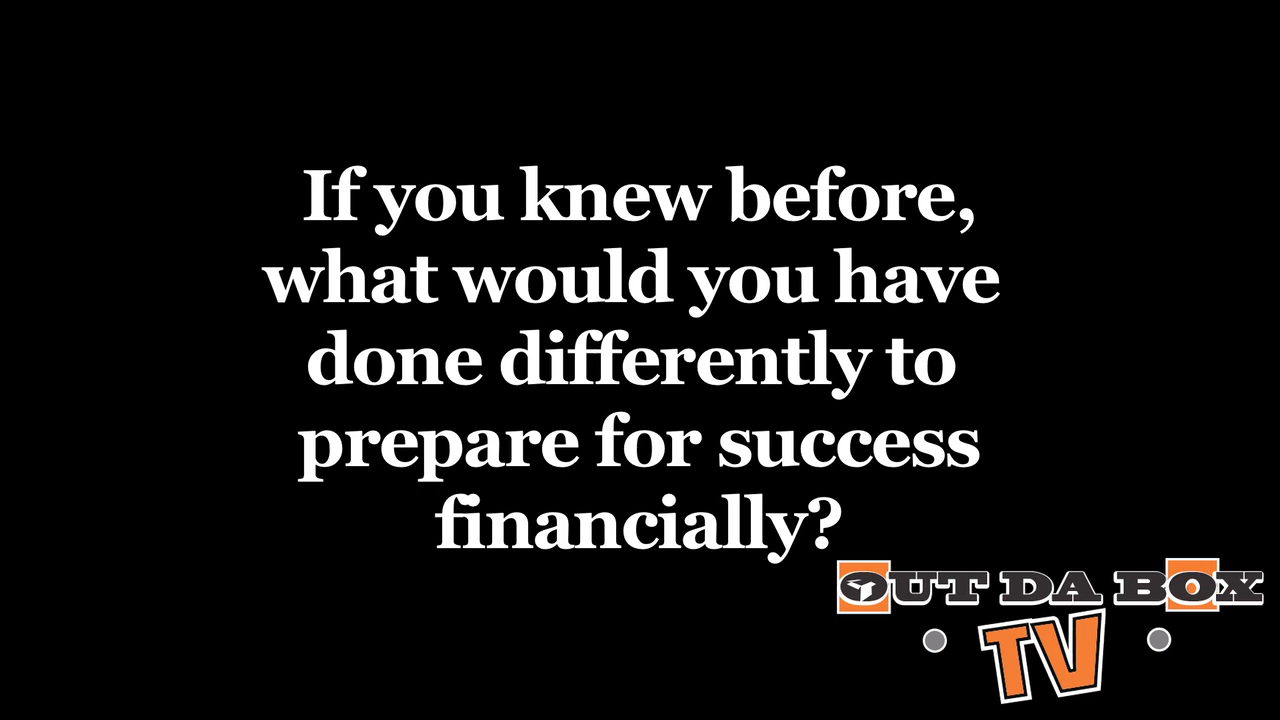 If you knew before,
what would you have
done differently to
prepare for success
financially?
OUT DA BOX
TV